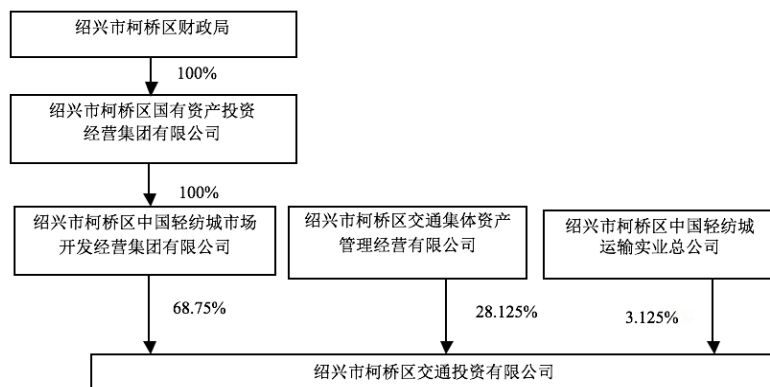 绍兴市柯桥区财政局
100%
绍兴市柯桥区国有资产投资
经营集团有限公司
100%
绍兴市柯桥区中国轻纺城市场
开发经营集团有限公司
绍兴市柯桥区交通集体资产
管理经营有限公司
绍兴市柯桥区中国轻纺城
运输实业总公司
68.75%
28.125%
3.125%
绍兴市柯桥区交通投资有限公司